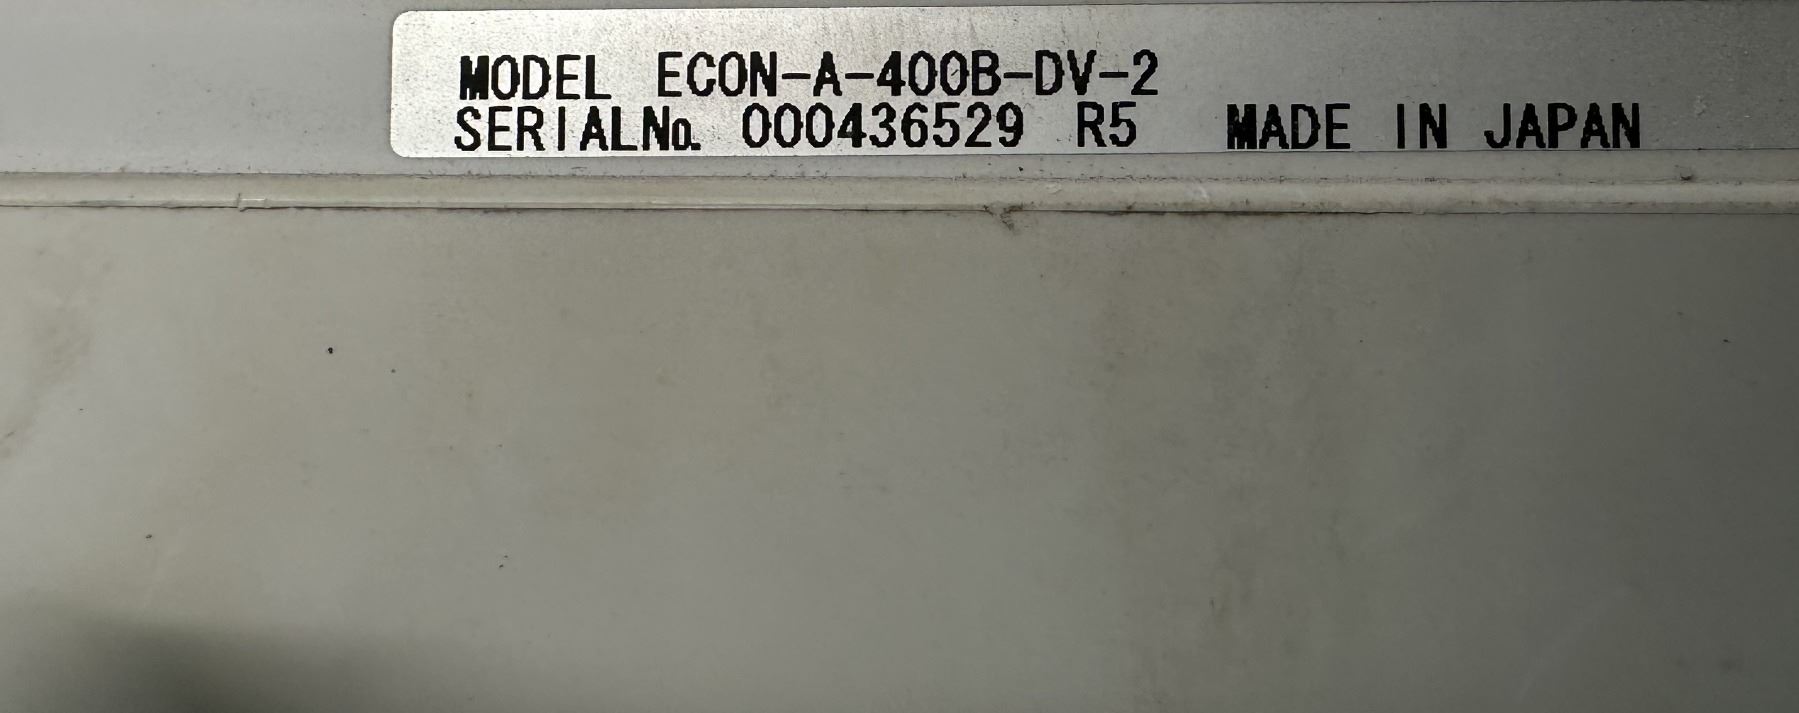 MODEL ECON-A-400B-DV-2
SERIALNo. 000436529 R5 MADE IN JAPAN